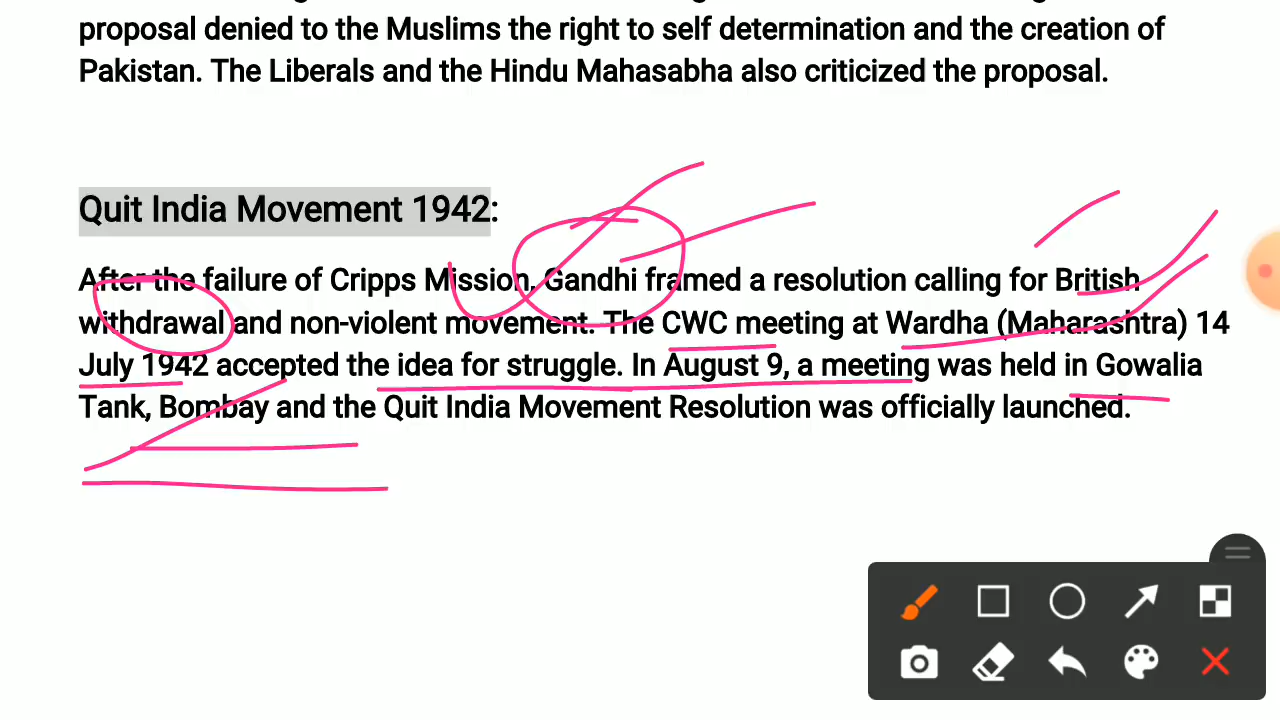 proposal denied to the Muslims the right to self determination and the creation of
Pakistan. The Liberals and the Hindu Mahasabha also criticized the proposal.
Quit India Movement 1942:
After the failure of Cripps Mission, Gandhi framed a resolution calling for British
withdrawal and non-violent movement. The CWC meeting at Wardha (Maharashtra) 14
July 1942 accepted the idea for struggle. In August 9, a meeting was held in Gowalia
Tank, Bombay and the Quit India Movement Resolution was officially launched.